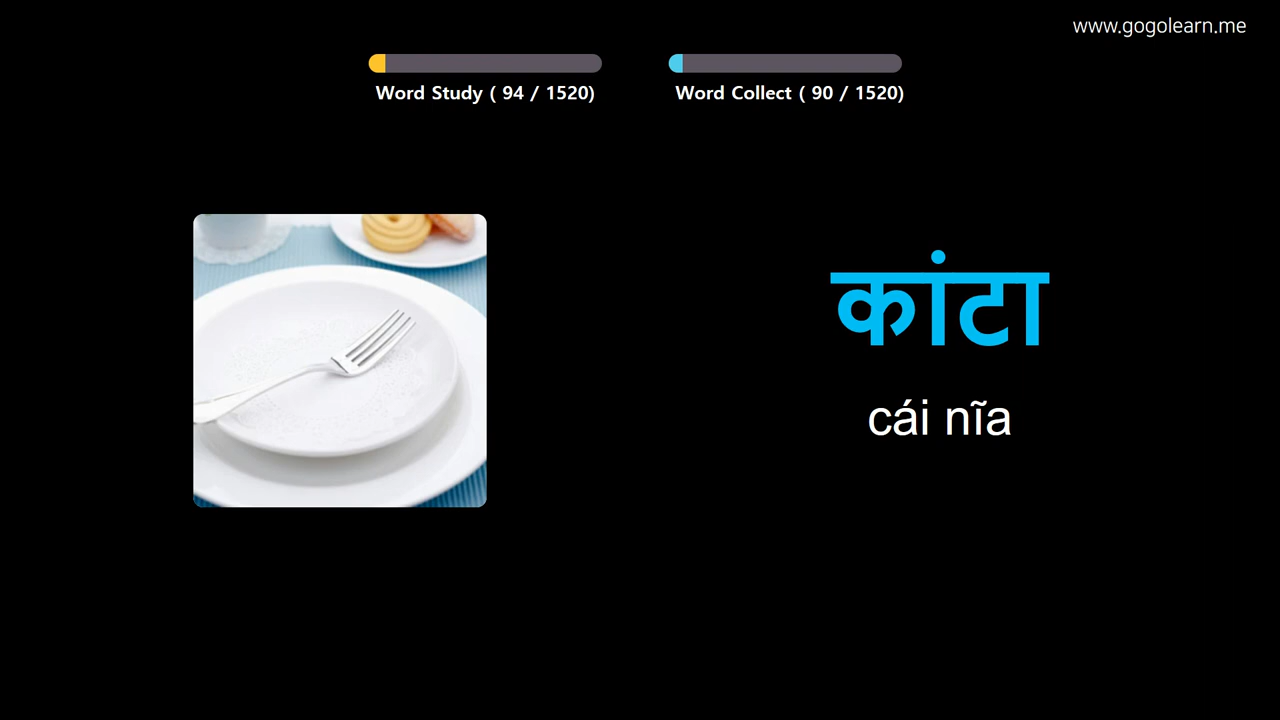 www.gogolearn.me
Word Study ( 94 / 1520)
Word Collect ( 90 / 1520)
कांटा
cái nĩa